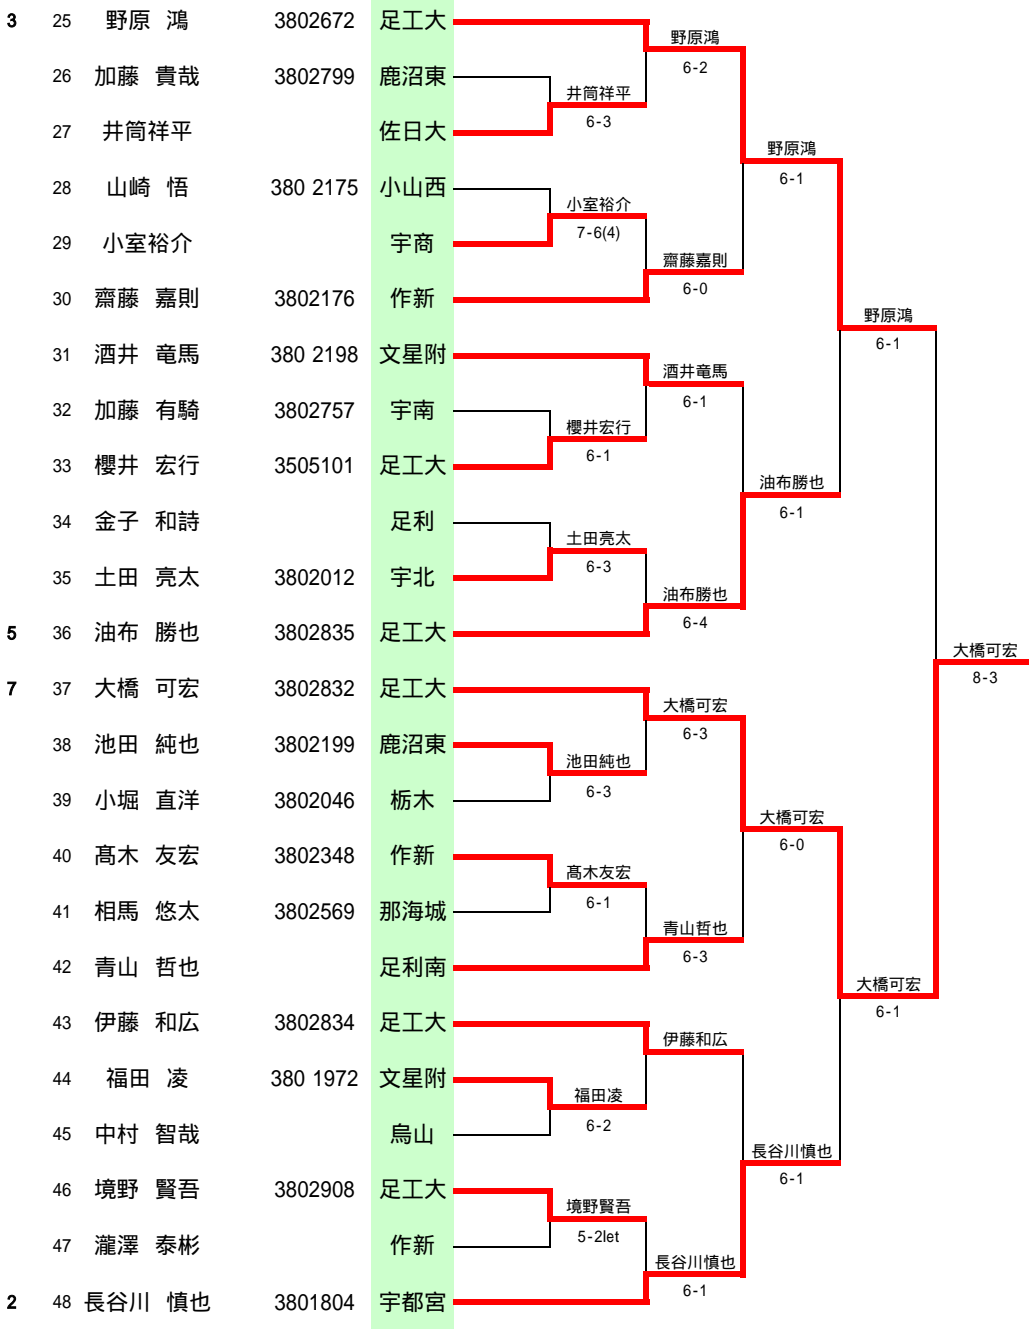 3 25 野原 鴻 3802672 足工大
野原鴻
6-2
26 加藤 貴哉 3802799 鹿沼東
井筒祥平
6-3
27 井筒祥平 佐日大
野原鴻
6-1
28 山崎 悟 380 2175 小山西
小室裕介
7-6(4)
29 小室裕介 宇商
齋藤嘉則
6-0
30 齋藤 嘉則 3802176 作新
野原鴻
6-1
31 酒井 竜馬 380 2198 文星附
酒井竜馬
6-1
32 加藤 有騎 3802757 宇南
櫻井宏行
6-1
33 櫻井 宏行 3505101 足工大
油布勝也
6-1
34 金子 和詩 足利
土田亮太
6-3
35 土田 亮太 3802012 宇北
油布勝也
6-4
5 36 油布 勝也 3802835 足工大
大橋可宏
8-3
7 37 大橋 可宏 3802832 足工大
大橋可宏
6-3
38 池田 純也 3802199 鹿沼東
池田純也
6-3
39 小堀 直洋 3802046 栃木
大橋可宏
6-0
40 髙木 友宏 3802348 作新
髙木友宏
6-1
41 相馬 悠太 3802569 那海城
青山哲也
6-3
42 青山 哲也 足利南
大橋可宏
6-1
43 伊藤 和広 3802834 足工大
伊藤和広
44 福田 凌 380 1972 文星附
福田凌
6-2
45 中村 智哉 烏山
長谷川慎也
6-1
46 境野 賢吾 3802908 足工大
境野賢吾
5-2let
47 瀧澤 泰彬 作新
長谷川慎也
6-1
2 48 長谷川 慎也 3801804 宇都宮